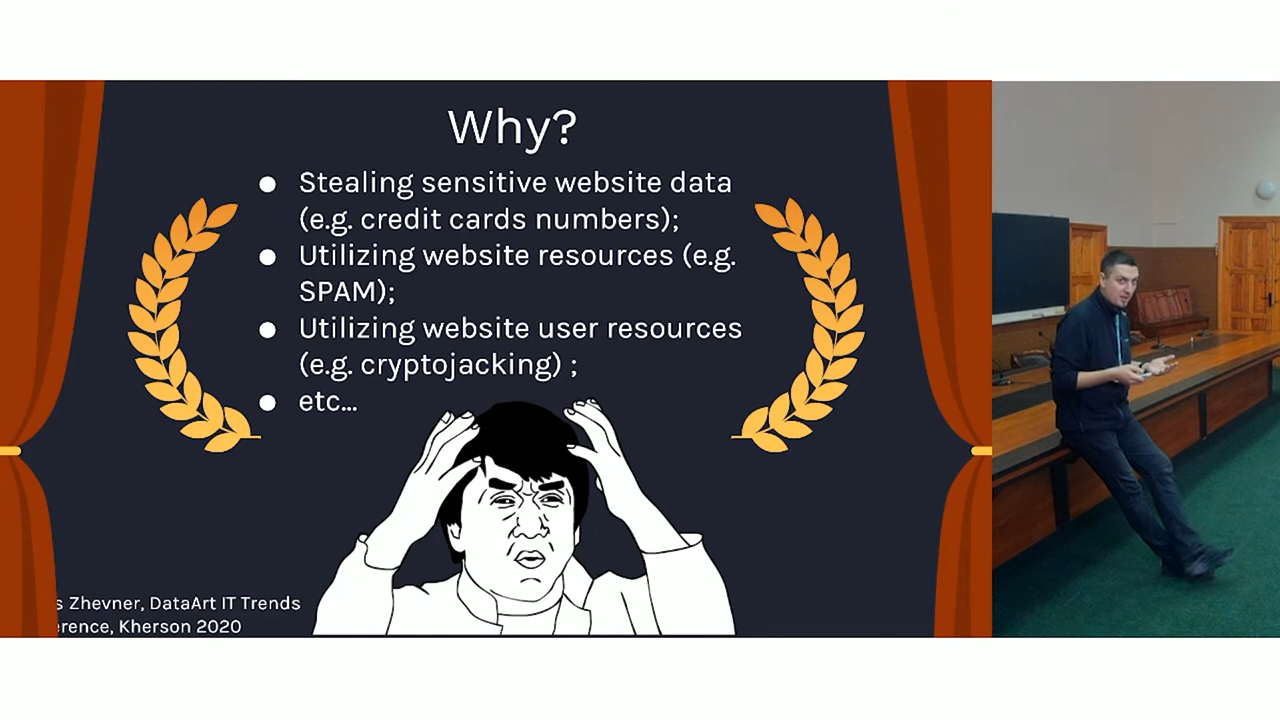 Why?
● Stealing sensitive website data
(e.g. credit cards numbers);
● Utilizing website resources (e.g.
SPAM);
● Utilizing website user resources
(e.g. cryptojacking) ;
● etc...
s Zhevner, DataArt IT Trends
erence, Kherson 2020